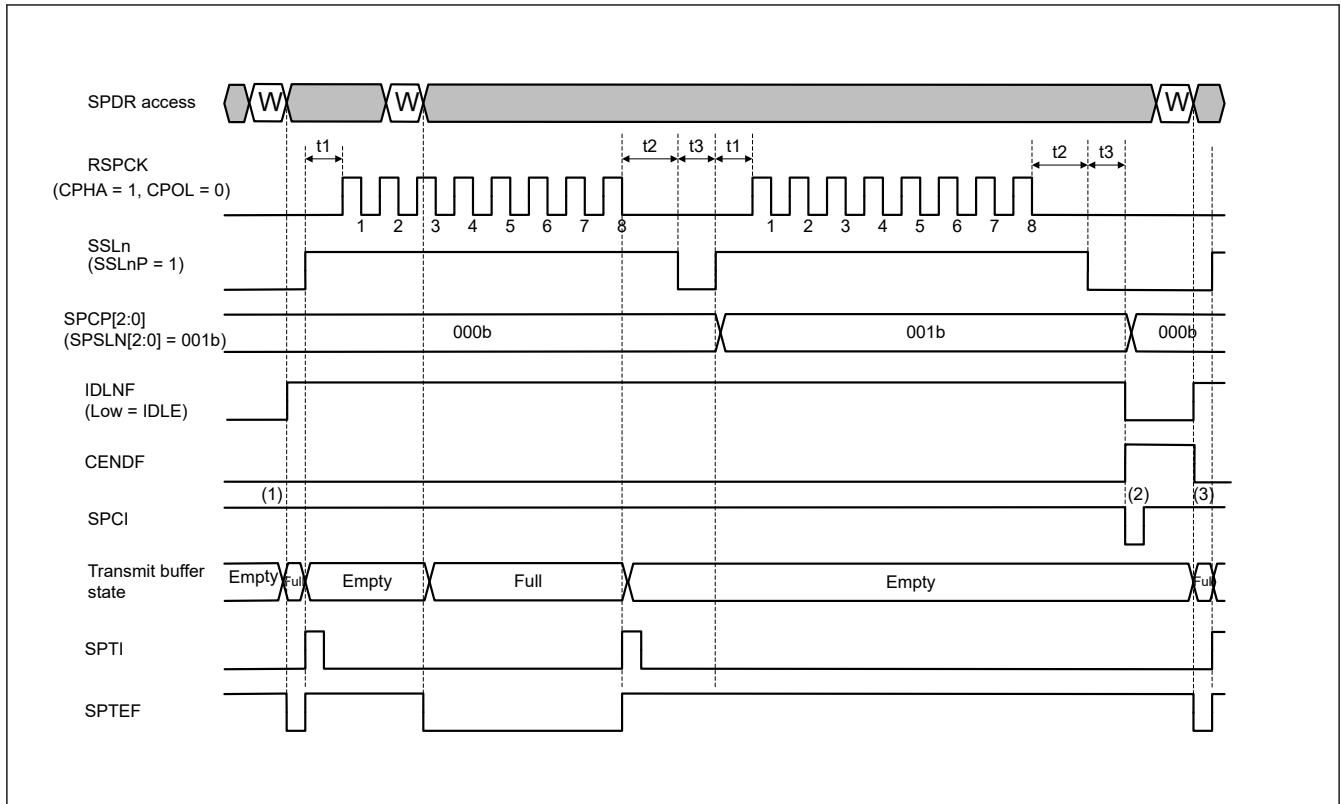 SPDR access
W
W
W
t1
t2
t3
t1
t2
t3
RSPCK
(CPHA = 1, CPOL = 0)
1 2 3 4 5 6 7 8
1 2 3 4 5 6 7 8
SSLn
(SSLnP = 1)
SPCP[2:0]
(SPSLN[2:0] = 001b)
000b
001b
000b
IDLNF
(Low = IDLE)
CENDF
(1)
(2)
(3)
SPCI
Transmit buffer
state
Empty
Full
Empty
Full
Empty
Full
SPTI
SPTEF